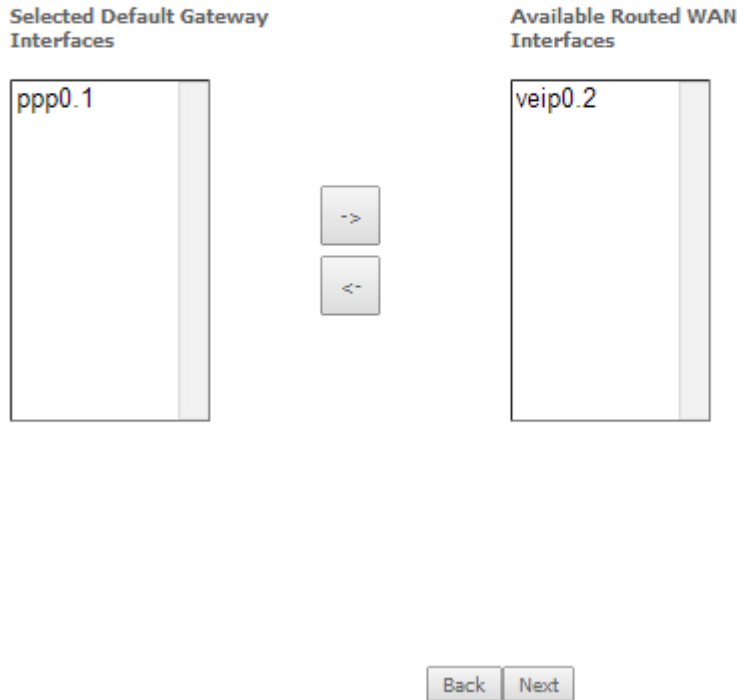 Selected Default Gateway
Interfaces
Available Routed WAN
Interfaces
ppp0.1
veip0.2
->
<-
Back
Next